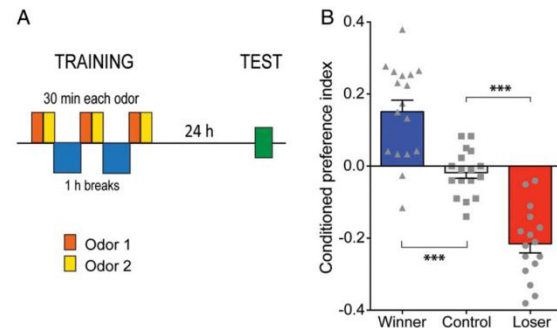 A
TRAINING
TEST
30 min each odor
24 h
1 h breaks
Odor 1
Odor 2
B
Conditioned preference index
0.4
0.2
0.0
-0.2
-0.4
***
***
Winner Control Loser